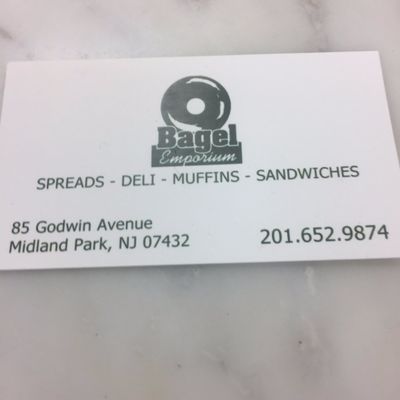 Bagel
Emporium
SPREADS - DELI - MUFFINS - SANDWICHES
85 Godwin Avenue
Midland Park, NJ 07432
201.652.9874